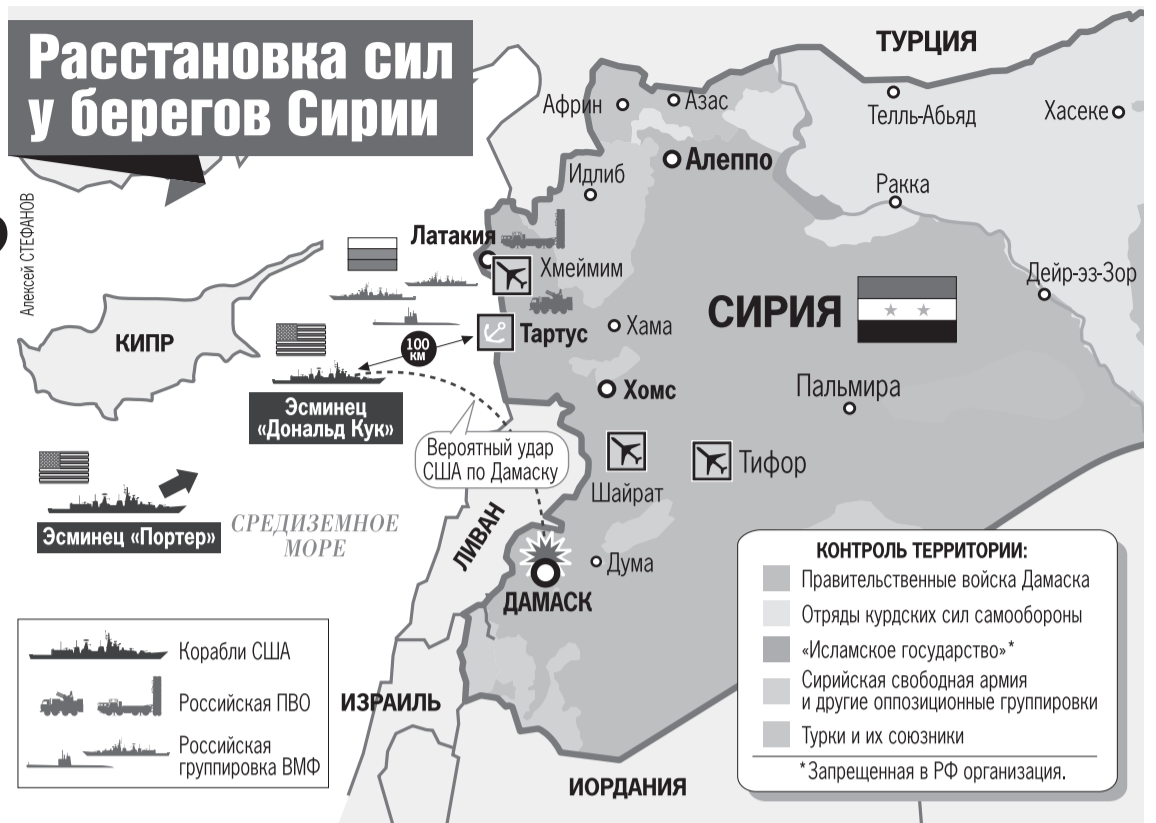 Расстановка сил
у берегов Сирии
Алексей СТЕФАНОВ
ТУРЦИЯ
Африн
Азас
Телль-Абьяд
Хасеке
Алеппо
Идлиб
Ракка
Латакия
Хмеймим
Дейр-эз-Зор
СИРИЯ
Хама
Тартус
КИПР
100
км
Эсминец
«Дональд Кук»
Хомс
Пальмира
Вероятный удар
США по Дамаску
Шайрат
Тифор
Эсминец «Портер»
СРЕДИЗЕМНОЕ
МОРЕ
ЛИВАН
Дума
ДАМАСК
ИЗРАИЛЬ
ИОРДАНИЯ
Корабли США
Российская ПВО
Российская
группировка ВМФ
КОНТРОЛЬ ТЕРРИТОРИИ:
Правительственные войска Дамаска
Отряды курдских сил самообороны
«Исламское государство»*
Сирийская свободная армия
и другие оппозиционные группировки
Турки и их союзники
*Запрещенная в РФ организация.